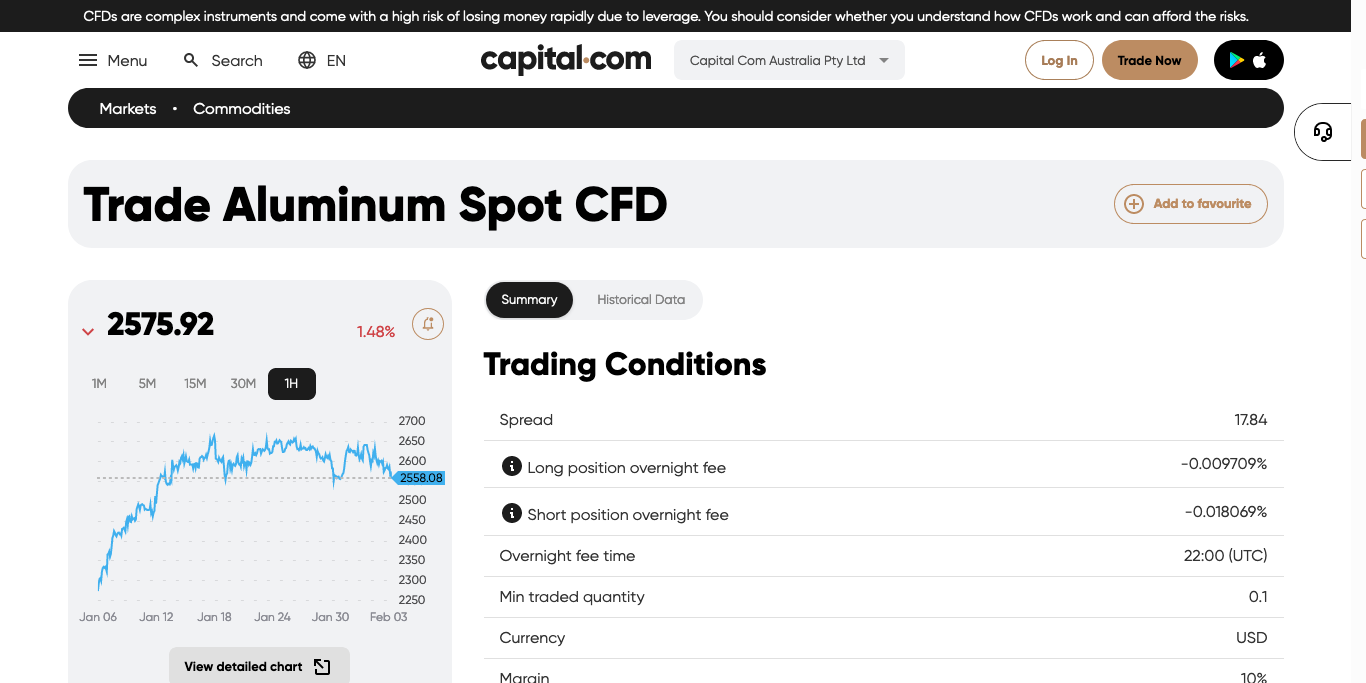 CFDs are complex instruments and come with a high risk of losing money rapidly due to leverage. You should consider whether you understand how CFDs work and can afford the risks.
Menu Search EN capital.com Capital Com Australia Pty Ltd Log In Trade Now
Markets • Commodities
Trade Aluminum Spot CFD
Add to favourite
2575.92
1.48%
1M 5M 15M 30M 1H
2700
2650
2600
2558.08
2500
2450
2400
2350
2300
2250
Jan 06 Jan 12 Jan 18 Jan 24 Jan 30 Feb 03
View detailed chart
Summary Historical Data
Trading Conditions
Spread 17.84
Long position overnight fee -0.009709%
Short position overnight fee -0.018069%
Overnight fee time 22:00 (UTC)
Min traded quantity 0.1
Currency USD
Margin 10%